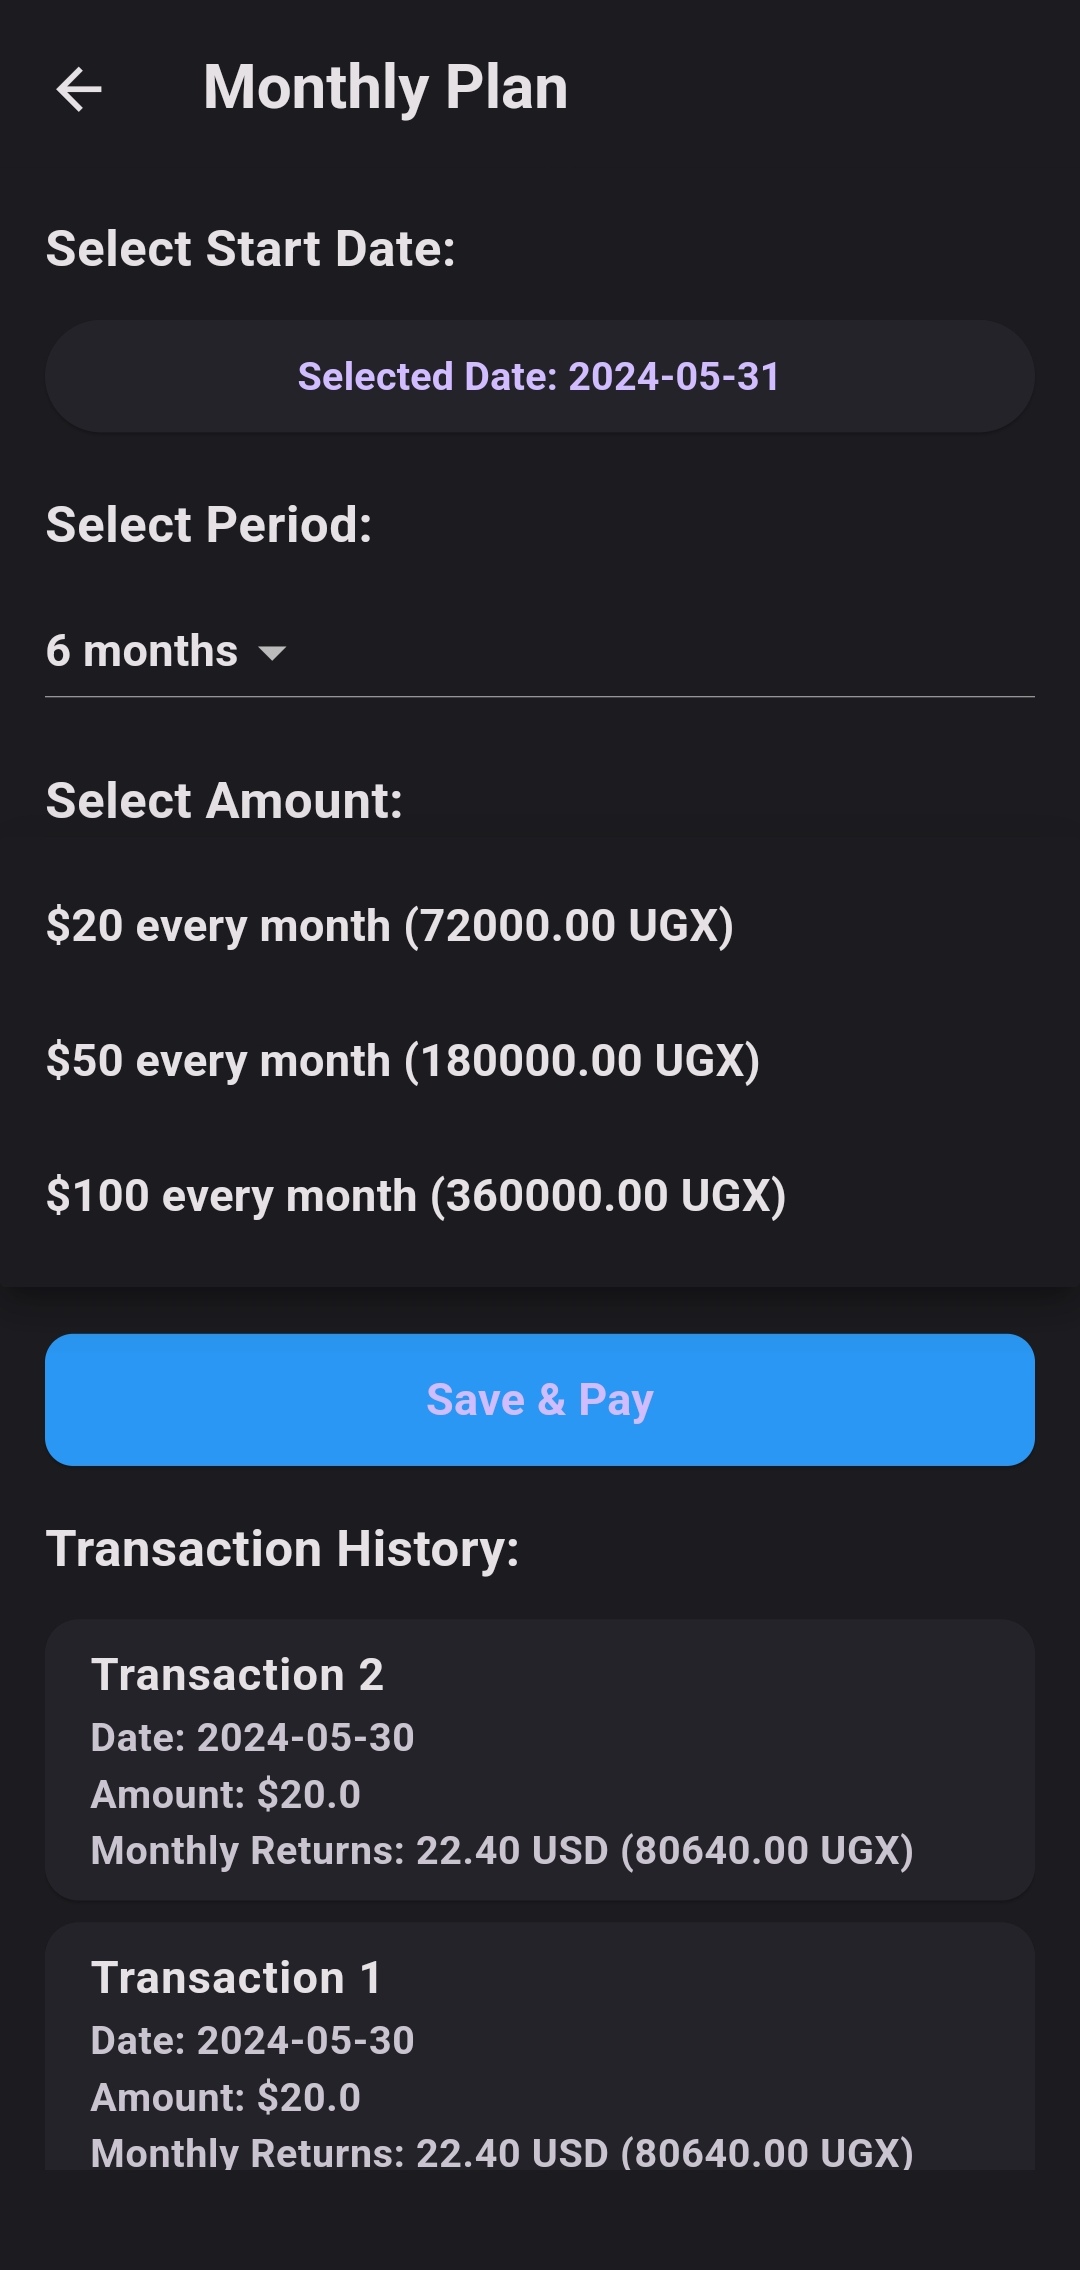 Monthly Plan
Select Start Date:
Selected Date: 2024-05-31
Select Period:
6 months
Select Amount:
$20 every month (72000.00 UGX)
$50 every month (180000.00 UGX)
$100 every month (360000.00 UGX)
Save & Pay
Transaction History:
Transaction 2
Date: 2024-05-30
Amount: $20.0
Monthly Returns: 22.40 USD (80640.00 UGX)
Transaction 1
Date: 2024-05-30
Amount: $20.0
Monthly Returns: 22.40 USD (80640.00 UGX)